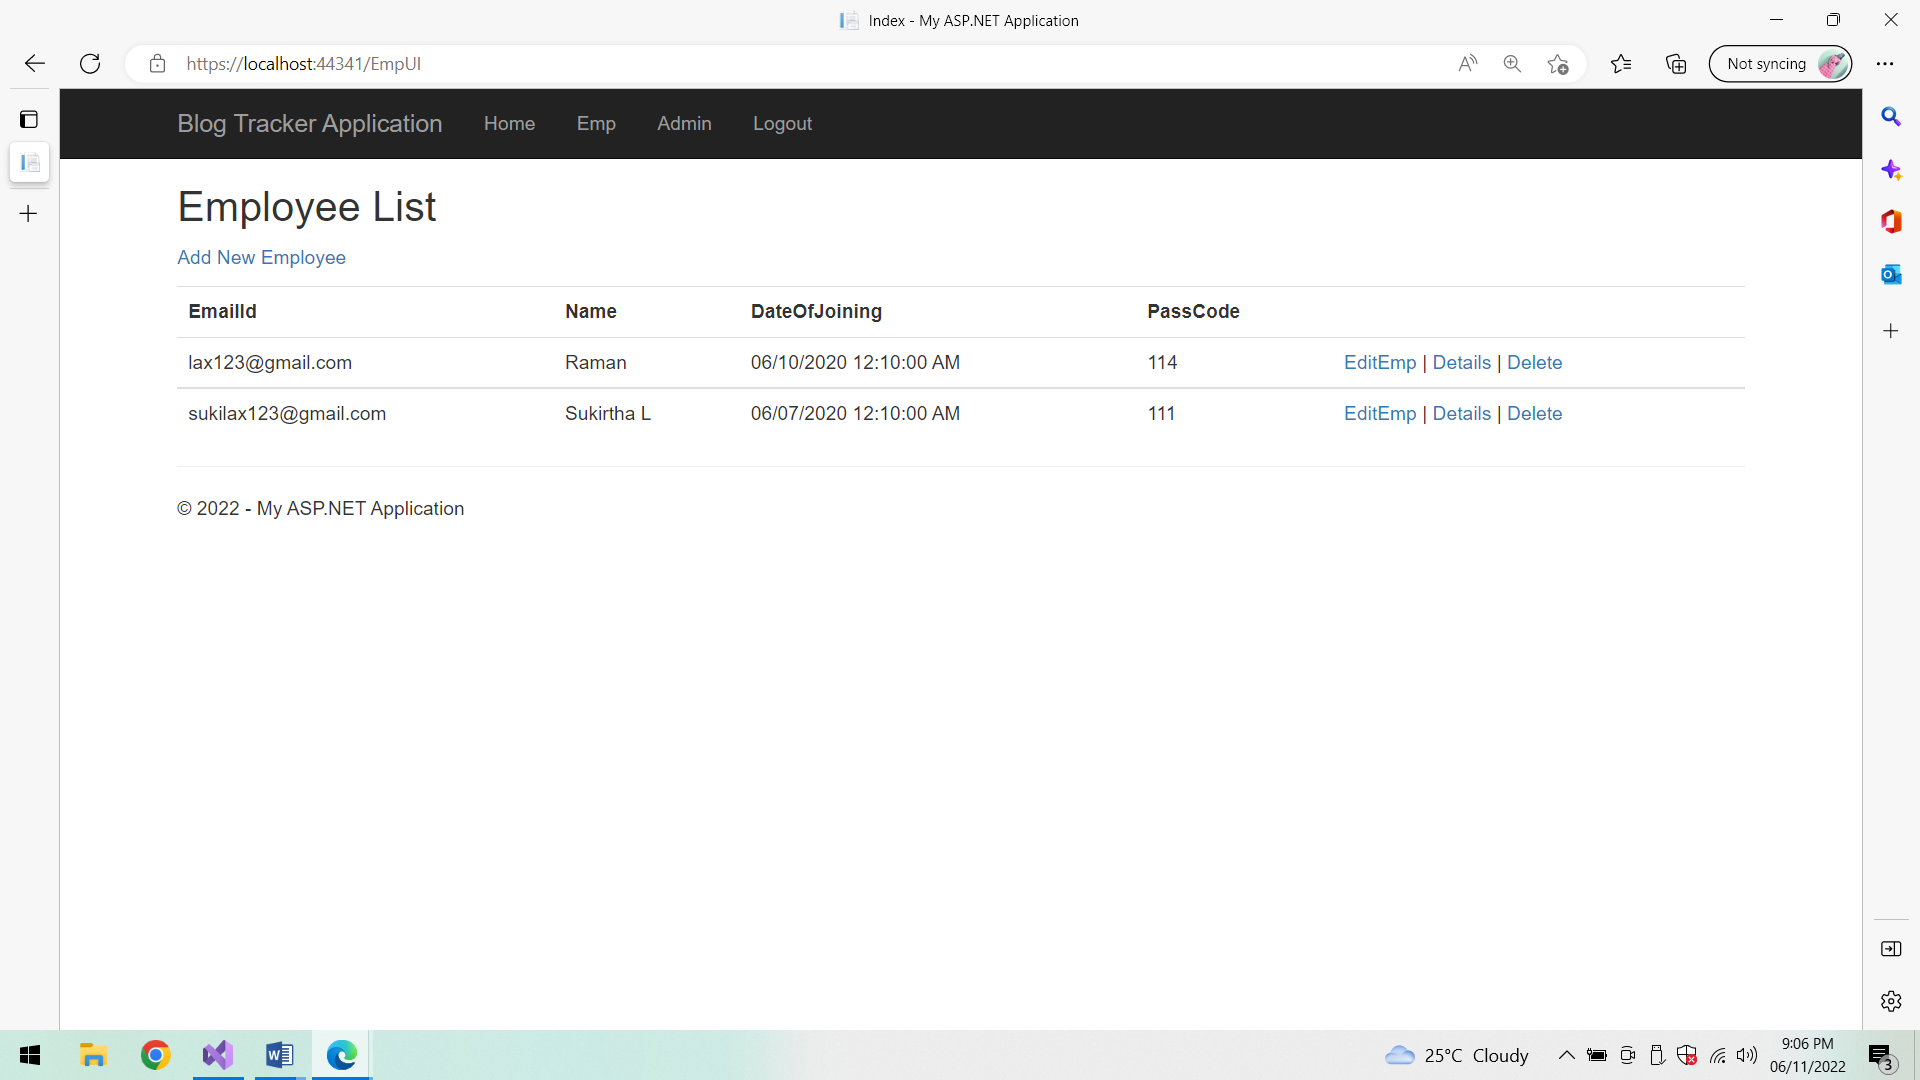 Index - My ASP.NET Application
https://localhost:44341/EmpUI
Not syncing
Blog Tracker Application Home Emp Admin Logout
Employee List
Add New Employee
EmailId Name DateOfJoining PassCode
lax123@gmail.com Raman 06/10/2020 12:10:00 AM 114 EditEmp | Details | Delete
sukilax123@gmail.com Sukirtha L 06/07/2020 12:10:00 AM 111 EditEmp | Details | Delete
© 2022 - My ASP.NET Application
25°C Cloudy
9:06 PM
06/11/2022
3